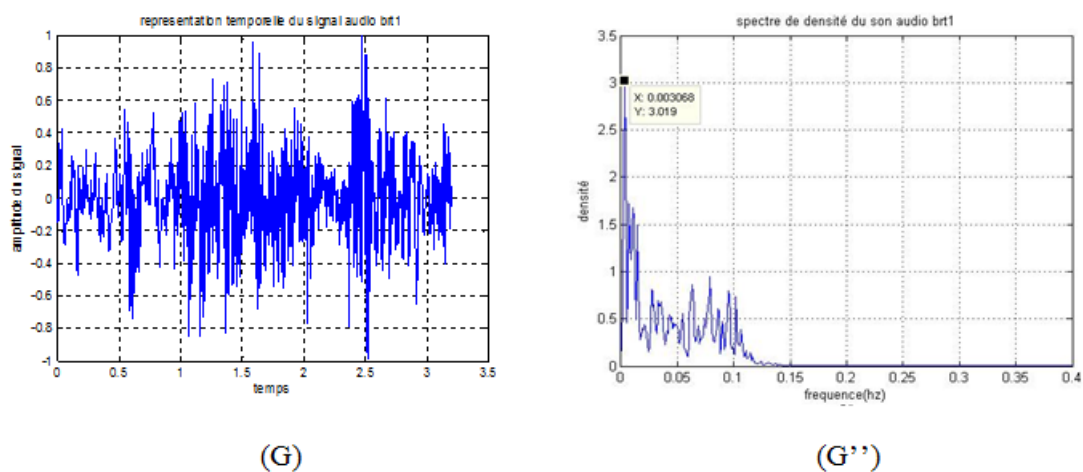 representation temporelle du signal audio brt1
1
0.8
0.6
0.4
0.2
0
-0.2
-0.4
-0.6
-0.8
-1
amplitude du signal
0 0.5 1 1.5 2 2.5 3 3.5
temps
(G)
spectre de densité du son audio brt1
3.5
3
2.5
2
1.5
1
0.5
0
densité
X: 0.003068
Y: 3.019
0 0.05 0.1 0.15 0.2 0.25 0.3 0.35 0.4
frequence(hz)
(G’’)